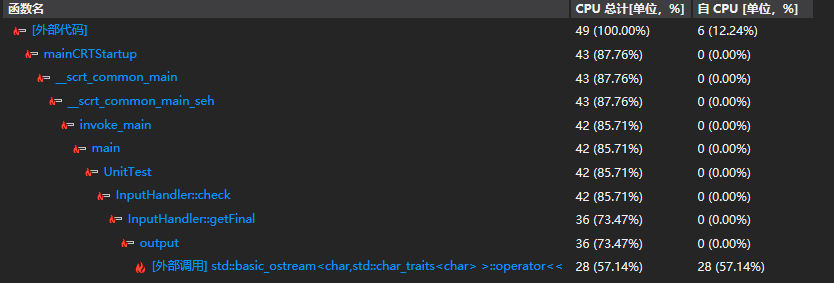 函数名 CPU 总计[单位，%] 自 CPU [单位，%]
[外部代码] 49 (100.00%) 6 (12.24%)
mainCRTStartup 43 (87.76%) 0 (0.00%)
__scrt_common_main 43 (87.76%) 0 (0.00%)
__scrt_common_main_seh 43 (87.76%) 0 (0.00%)
invoke_main 42 (85.71%) 0 (0.00%)
main 42 (85.71%) 0 (0.00%)
UnitTest 42 (85.71%) 0 (0.00%)
InputHandler::check 42 (85.71%) 0 (0.00%)
InputHandler::getFinal 36 (73.47%) 0 (0.00%)
output 36 (73.47%) 0 (0.00%)
[外部调用] std::basic_ostream<char,std::char_traits<char> >::operator<< 28 (57.14%) 28 (57.14%)